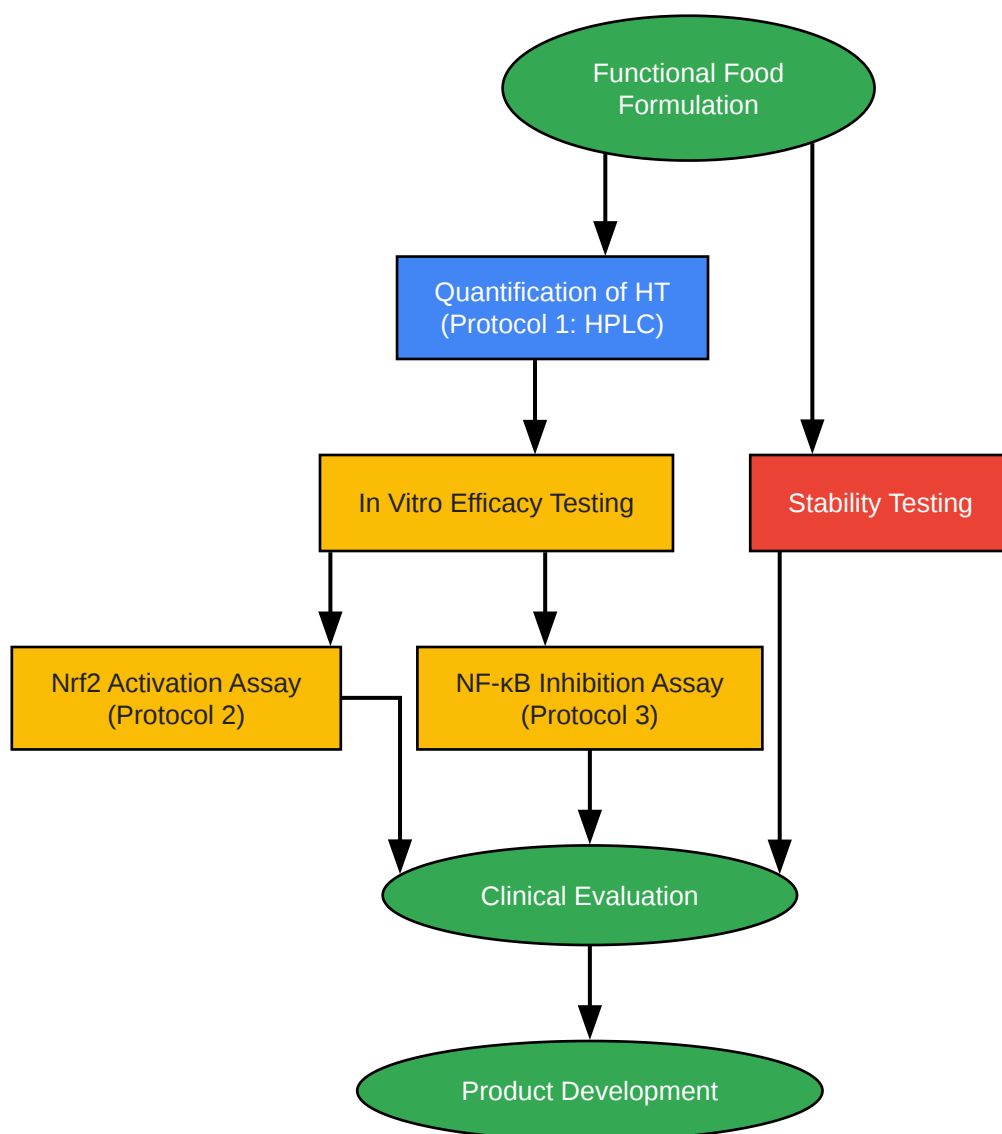 Functional Food
Formulation
Quantification of HT
(Protocol 1: HPLC)
In Vitro Efficacy Testing
Stability Testing
Nrf2 Activation Assay
(Protocol 2)
NF-κB Inhibition Assay
(Protocol 3)
Clinical Evaluation
Product Development